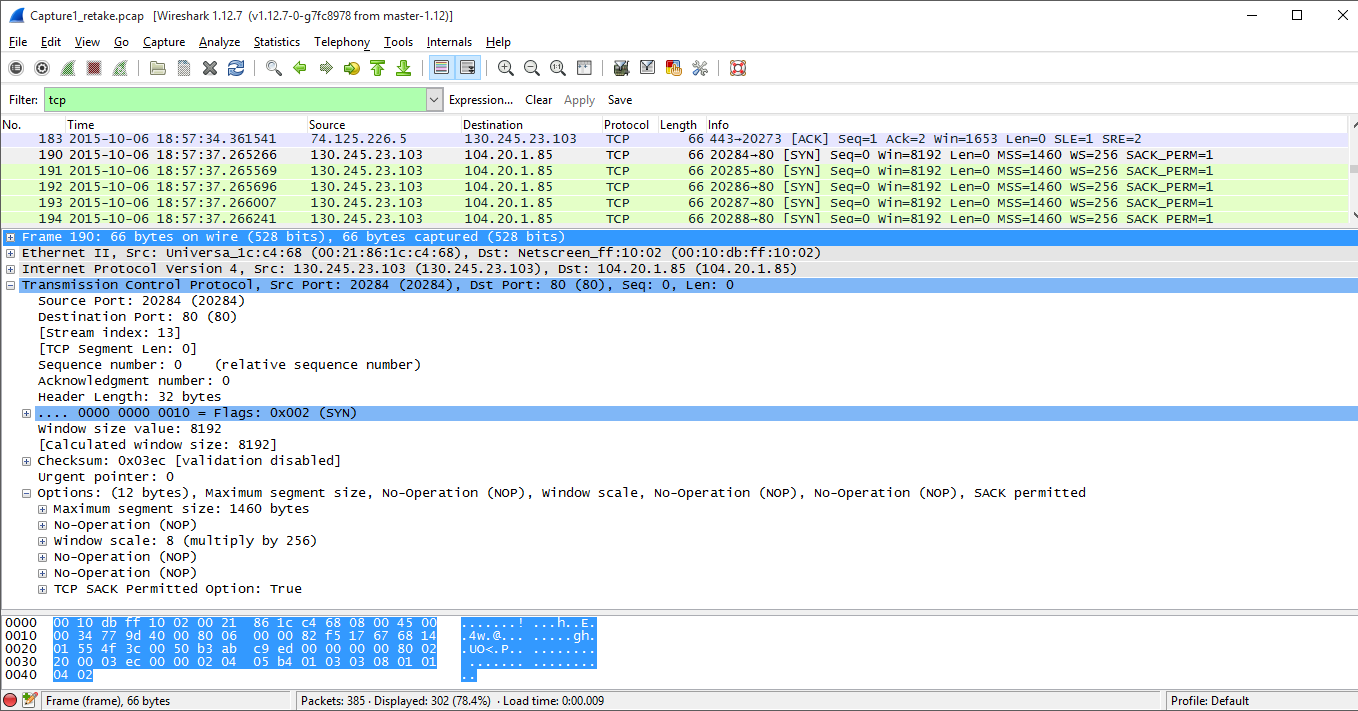 Capture1_retake.pcap [Wireshark 1.12.7 (v1.12.7-0-g7fc8978 from master-1.12)]
File Edit View Go Capture Analyze Statistics Telephony Tools Internals Help
Filter: tcp Expression... Clear Apply Save
No. Time Source Destination Protocol Length Info
183 2015-10-06 18:57:34.361541 74.125.226.5 130.245.23.103 TCP 66 443→20273 [ACK] Seq=1 Ack=2 Win=1653 Len=0 SLE=1 SRE=2
190 2015-10-06 18:57:37.265266 130.245.23.103 104.20.1.85 TCP 66 20284→80 [SYN] Seq=0 Win=8192 Len=0 MSS=1460 WS=256 SACK_PERM=1
191 2015-10-06 18:57:37.265569 130.245.23.103 104.20.1.85 TCP 66 20285→80 [SYN] Seq=0 Win=8192 Len=0 MSS=1460 WS=256 SACK_PERM=1
192 2015-10-06 18:57:37.265696 130.245.23.103 104.20.1.85 TCP 66 20286→80 [SYN] Seq=0 Win=8192 Len=0 MSS=1460 WS=256 SACK_PERM=1
193 2015-10-06 18:57:37.266007 130.245.23.103 104.20.1.85 TCP 66 20287→80 [SYN] Seq=0 Win=8192 Len=0 MSS=1460 WS=256 SACK_PERM=1
194 2015-10-06 18:57:37.266241 130.245.23.103 104.20.1.85 TCP 66 20288→80 [SYN] Seq=0 Win=8192 Len=0 MSS=1460 WS=256 SACK_PERM=1
Frame 190: 66 bytes on wire (528 bits), 66 bytes captured (528 bits)
Ethernet II, Src: Universa_1c:c4:68 (00:21:86:1c:c4:68), Dst: Netscreen_ff:10:02 (00:10:db:ff:10:02)
Internet Protocol Version 4, Src: 130.245.23.103 (130.245.23.103), Dst: 104.20.1.85 (104.20.1.85)
Transmission Control Protocol, Src Port: 20284 (20284), Dst Port: 80 (80), Seq: 0, Len: 0
Source Port: 20284 (20284)
Destination Port: 80 (80)
[Stream index: 13]
[TCP Segment Len: 0]
Sequence number: 0 (relative sequence number)
Acknowledgment number: 0
Header Length: 32 bytes
.... 0000 0000 0010 = Flags: 0x002 (SYN)
Window size value: 8192
[Calculated window size: 8192]
Checksum: 0x03ec [validation disabled]
Urgent pointer: 0
Options: (12 bytes), Maximum segment size, No-Operation (NOP), Window scale, No-Operation (NOP), No-Operation (NOP), SACK permitted
Maximum segment size: 1460 bytes
No-Operation (NOP)
Window scale: 8 (multiply by 256)
No-Operation (NOP)
No-Operation (NOP)
TCP SACK Permitted Option: True
0000 00 10 db ff 10 02 00 21 86 1c c4 68 08 00 45 00 .......! ...h..E.
0010 00 34 77 9d 40 00 80 06 00 00 82 f5 17 67 68 14 .4w.@... .....gh.
0020 01 55 4f 3c 00 50 b3 ab c9 ed 00 00 00 00 80 02 .UO<.P.. ........
0030 20 00 03 ec 00 00 02 04 05 b4 01 03 03 08 01 01 ....... ........
0040 04 02 ..
Frame (frame), 66 bytes Packets: 385 · Displayed: 302 (78.4%) · Load time: 0:00.009 Profile: Default